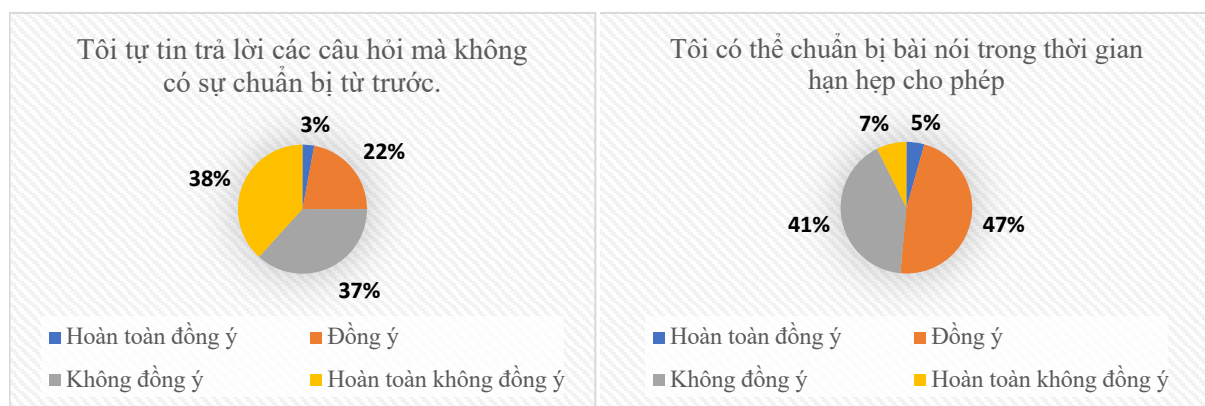 Tôi tự tin trả lời các câu hỏi mà không
có sự chuẩn bị từ trước.
3%
22%
38%
37%
Hoàn toàn đồng ý
Đồng ý
Không đồng ý
Hoàn toàn không đồng ý
Tôi có thể chuẩn bị bài nói trong thời gian
hạn hẹp cho phép
7%
5%
41%
47%
Hoàn toàn đồng ý
Đồng ý
Không đồng ý
Hoàn toàn không đồng ý